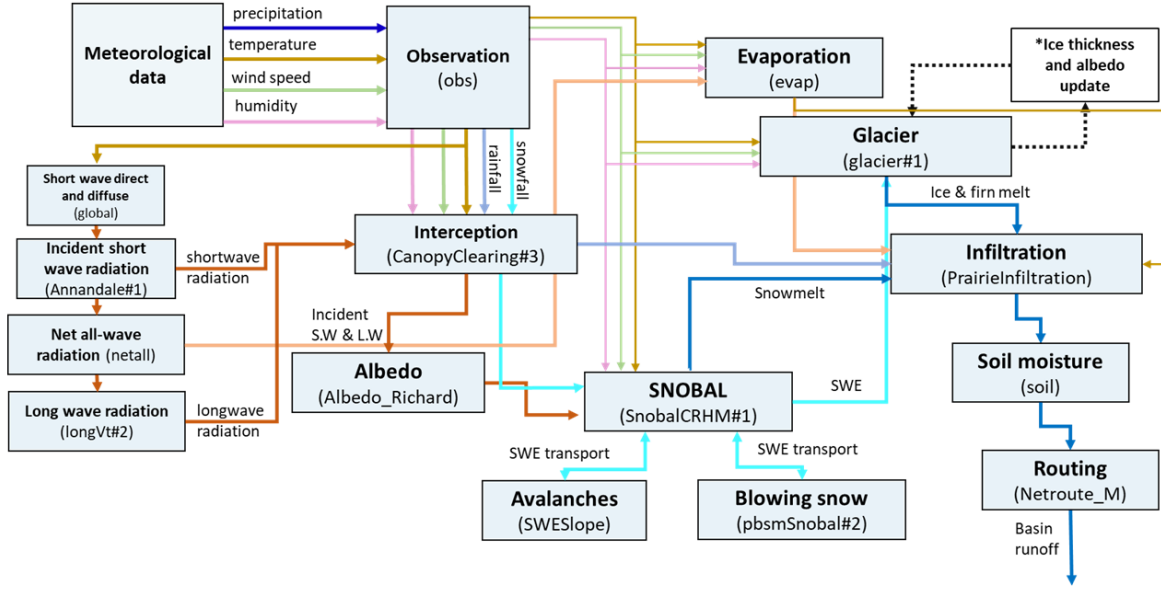 Meteorological
data
precipitation
temperature
wind speed
humidity
Observation
(obs)
Evaporation
(evap)
*Ice thickness
and albedo
update
Glacier
(glacier#1)
rainfall
snowfall
Short wave direct
and diffuse
(global)
Ice & firn melt
Interception
(CanopyClearing#3)
Incident short
wave radiation
(Annandale#1)
shortwave
radiation
Infiltration
(PrairieInfiltration)
Snowmelt
Incident
S.W & L.W
Net all-wave
radiation (netall)
Albedo
(Albedo_Richard)
SNOBAL
(SnobalCRHM#1)
SWE
Soil moisture
(soil)
Long wave radiation
(longVt#2)
longwave
radiation
SWE transport
SWE transport
Avalanches
(SWESlope)
Blowing snow
(pbsmSnobal#2)
Routing
(Netroute_M)
Basin
runoff